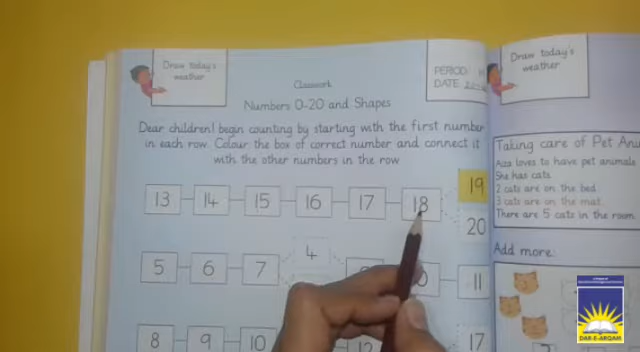 Draw today's
weather
Classwork
PERIOD:
DATE
Draw today's
weather
Numbers 0-20 and Shapes
Dear children! begin counting by starting with the first number
in each row. Colour the box of correct number and connect it
with the other numbers in the row
13 14 15 16 17 18 19
20
5 6 7 4 11
8 9 10 12 17
Taking care of Pet
Aiza loves to have pet animals
She has cats.
2 cats are on the bed.
3 cats are on the mat.
There are 5 cats in the room
Add more:
DAR-E-ARQAM